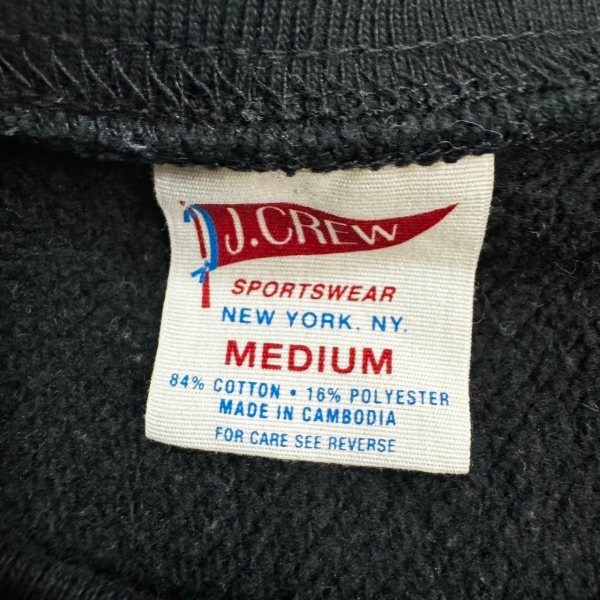 J.CREW
SPORTSWEAR
NEW YORK. NY.
MEDIUM
84% COTTON • 16% POLYESTER
MADE IN CAMBODIA
FOR CARE SEE REVERSE